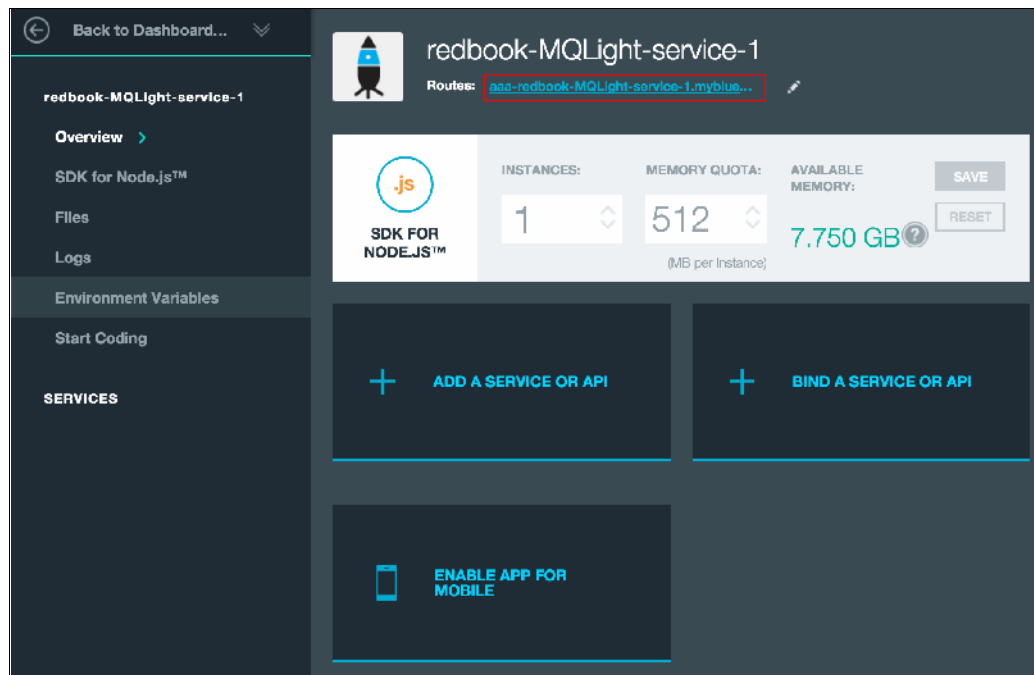 Back to Dashboard...
redbook-MQLight-service-1
Overview
SDK for Node.js™
Files
Logs
Environment Variables
Start Coding
SERVICES
redbook-MQLight-service-1
Routes: aaa-redbook-MQLight-service-1.myblue...
.js
SDK FOR
NODE.JS™
INSTANCES:
1
MEMORY QUOTA:
512
(MB per Instance)
AVAILABLE
MEMORY:
7.750 GB ?
SAVE
RESET
ADD A SERVICE OR API
BIND A SERVICE OR API
ENABLE APP FOR
MOBILE